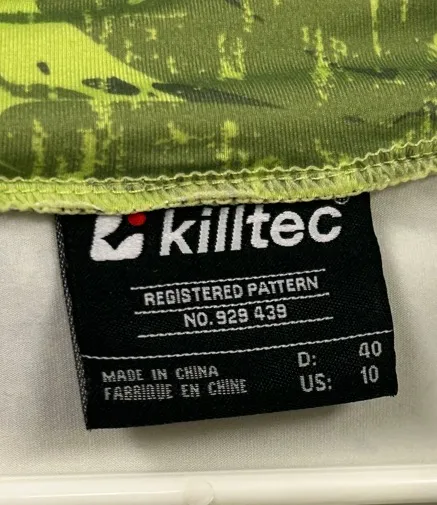 killtec®
REGISTERED PATTERN
NO. 929 439
MADE IN CHINA
FABRIQUE EN CHINE
D: 40
US: 10